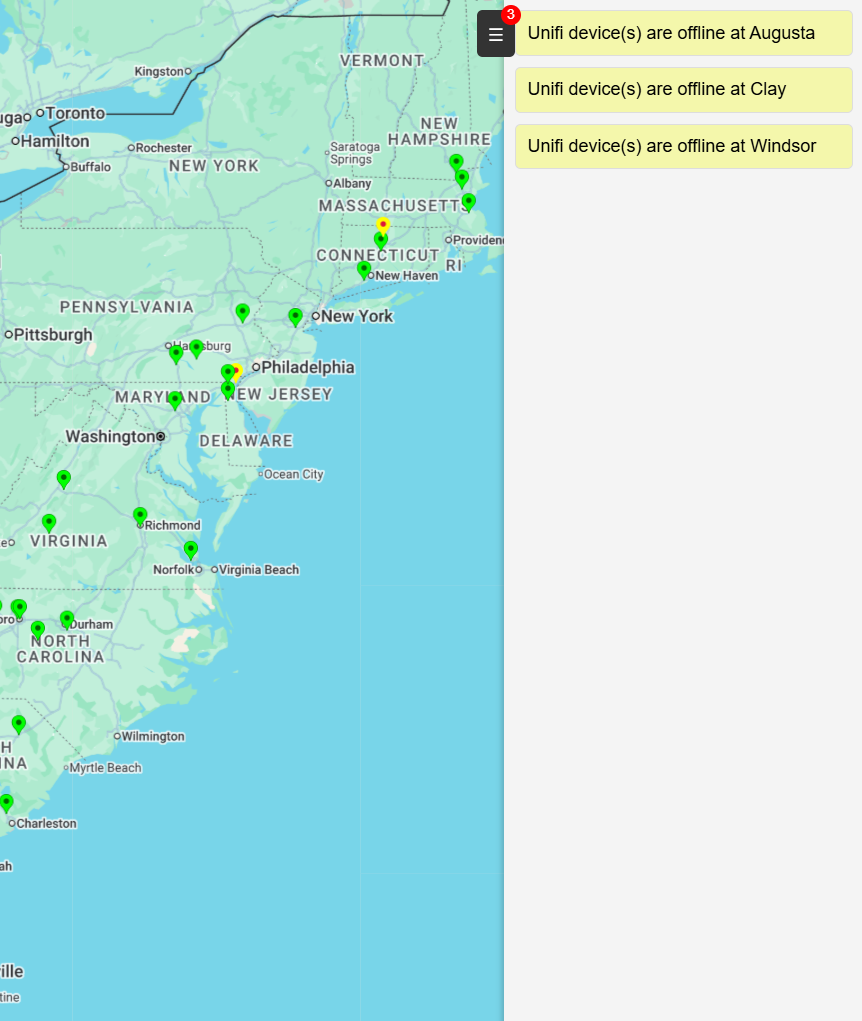 3
☰
Unifi device(s) are offline at Augusta
Unifi device(s) are offline at Clay
Unifi device(s) are offline at Windsor
Kingston
VERMONT
uga
Toronto
NEW
HAMPSHIRE
Hamilton
Rochester
Saratoga
Springs
Buffalo
NEW YORK
Albany
MASSACHUSETTS
Providen
CONNECTICUT
RI
New Haven
PENNSYLVANIA
New York
Pittsburgh
Ha sburg
Philadelphia
MARYLAND
NEW JERSEY
Washington
DELAWARE
Ocean City
Richmond
VIRGINIA
Norfolk
Virginia Beach
oro
Durham
NORTH
CAROLINA
Wilmington
H
NA
Myrtle Beach
Charleston
ah
ille
tine